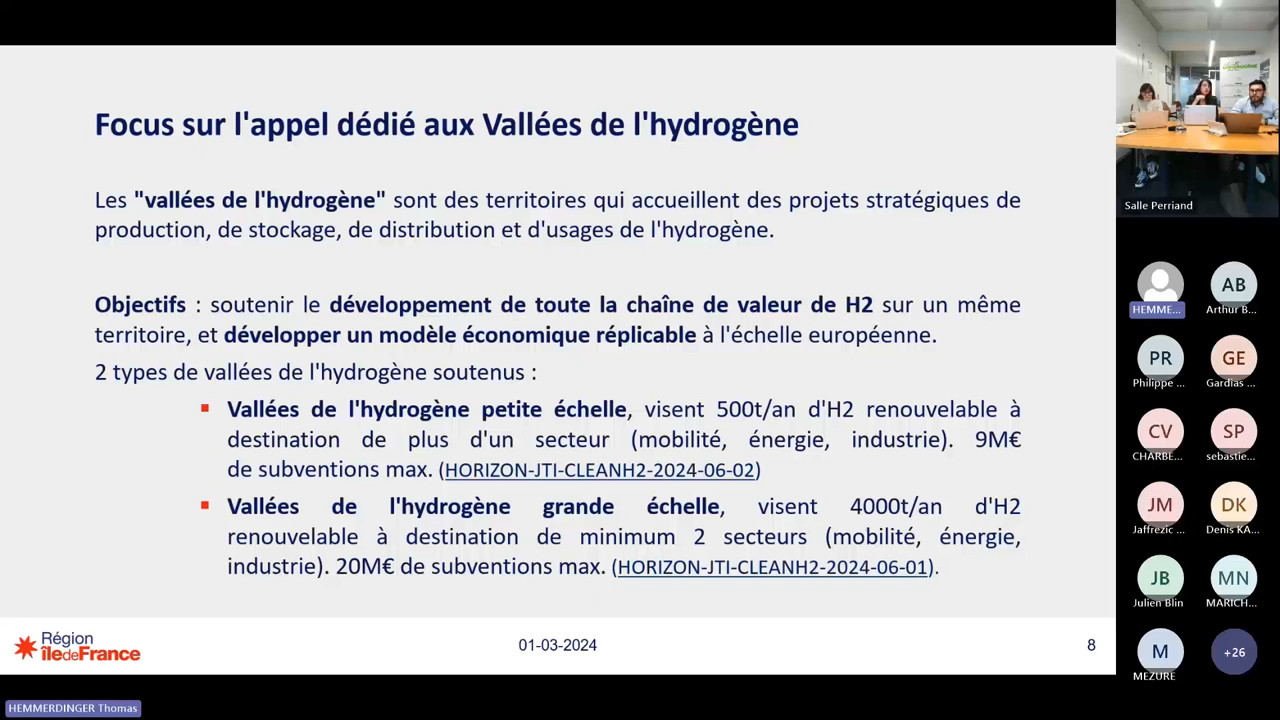 Focus sur l'appel dédié aux Vallées de l'hydrogène
Les "vallées de l'hydrogène" sont des territoires qui accueillent des projets stratégiques de
production, de stockage, de distribution et d'usages de l'hydrogène.
Objectifs : soutenir le développement de toute la chaîne de valeur de H2 sur un même
territoire, et développer un modèle économique réplicable à l'échelle européenne.
2 types de vallées de l'hydrogène soutenus :
Vallées de l'hydrogène petite échelle, visent 500t/an d'H2 renouvelable à
destination de plus d'un secteur (mobilité, énergie, industrie). 9M€
de subventions max. (HORIZON-JTI-CLEANH2-2024-06-02)
Vallées de l'hydrogène grande échelle, visent 4000t/an d'H2
renouvelable à destination de minimum 2 secteurs (mobilité, énergie,
industrie). 20M€ de subventions max. (HORIZON-JTI-CLEANH2-2024-06-01).
Région
îledeFrance
01-03-2024
8
HEMMERDINGER Thomas
Salle Perriand
HEMME...
AB
Arthur B...
PR
Philippe ...
GE
Gardias ...
CV
CHARBE...
SP
sebastie...
JM
Jaffrezic ...
DK
Denis KA...
JB
Julien Blin
MN
MARICH...
M
MEZURE
+26